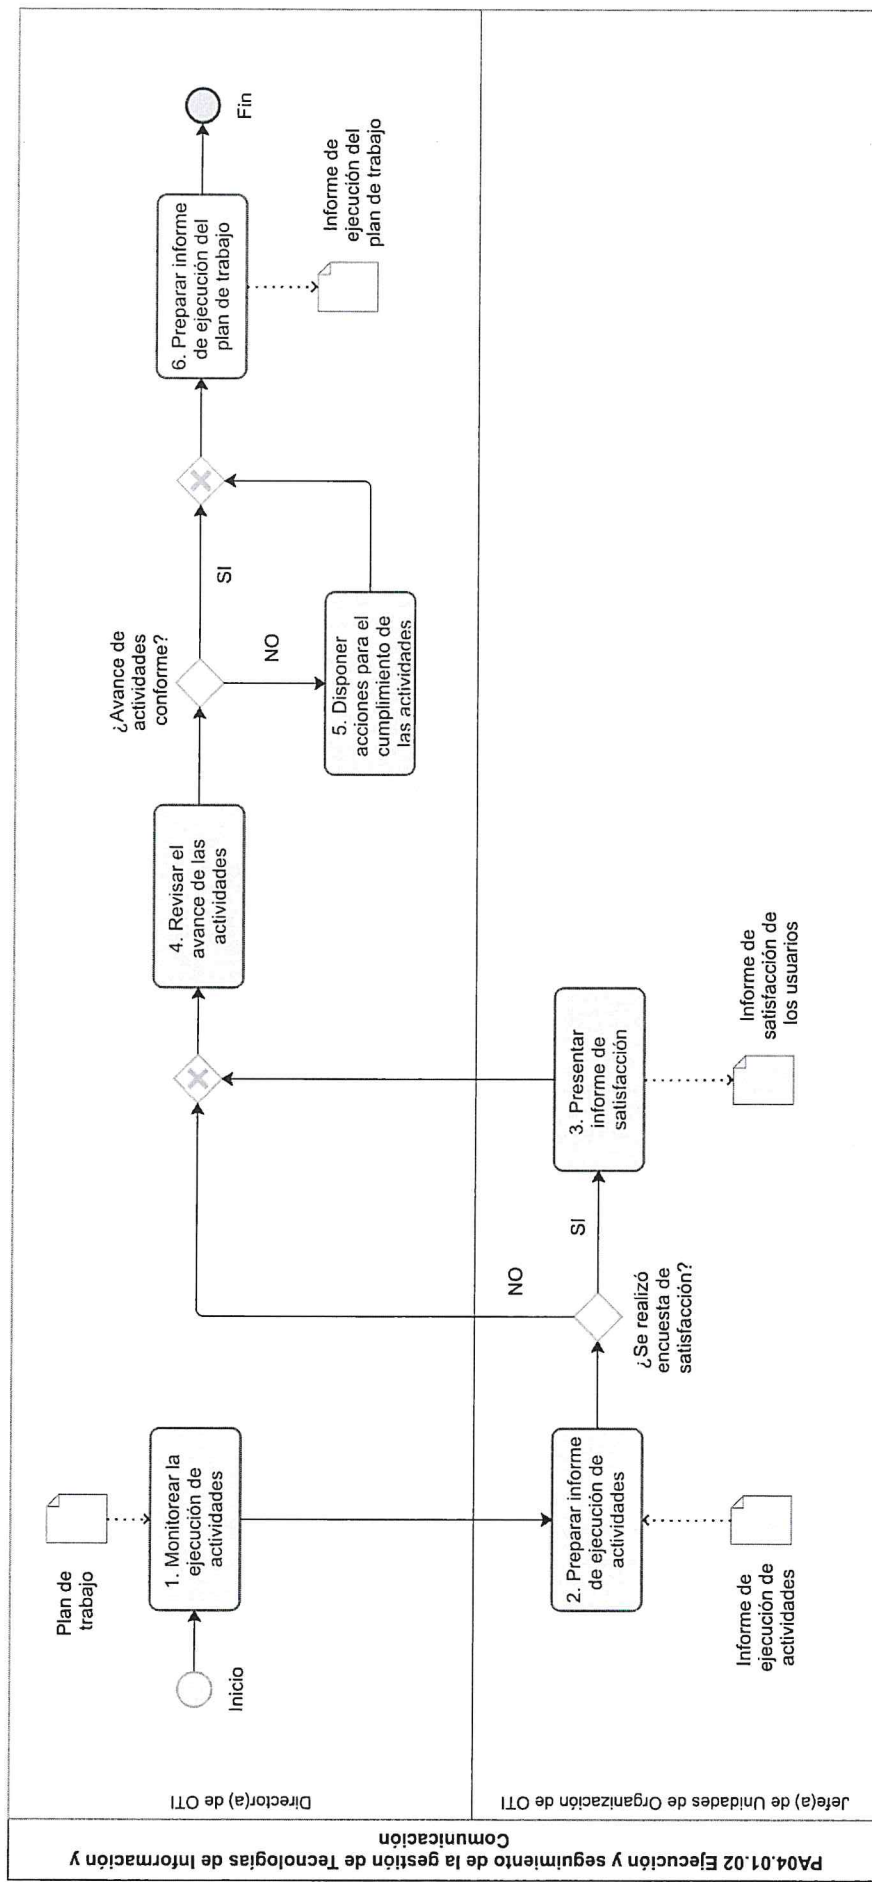 PA04.01.02 Ejecución y seguimiento de la gestión de Tecnologías de Información y
Comunicación
Director(a) de OTI
Inicio
Plan de
trabajo
1. Monitorear la
ejecución de
actividades
4. Revisar el
avance de las
actividades
¿Avance de
actividades
conforme?
SI
NO
5. Disponer
acciones para el
cumplimiento de
las actividades
6. Preparar informe
de ejecución del
plan de trabajo
Informe de
ejecución del
plan de trabajo
Fin
Jefe(a) de Unidades de Organización de OTI
2. Preparar informe
de ejecución de
actividades
Informe de
ejecución de
actividades
¿Se realizó
encuesta de
satisfacción?
NO
SI
3. Presentar
informe de
satisfacción
Informe de
satisfacción de
los usuarios